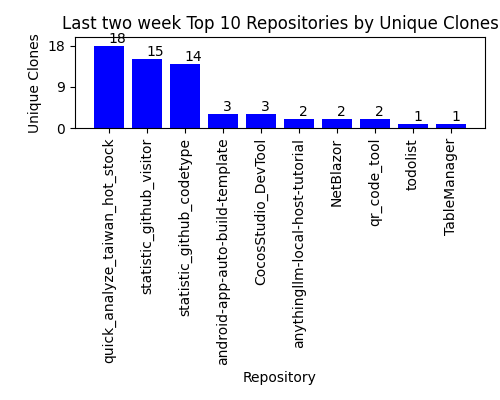 Last two week Top 10 Repositories by Unique Clones
Unique Clones
18
9
0
18
15
14
3
3
2
2
2
1
1
quick_analyze_taiwan_hot_stock
statistic_github_visitor
statistic_github_codetype
android-app-auto-build-template
CocosStudio_DevTool
anythingllm-local-host-tutorial
NetBlazor
qr_code_tool
todolist
TableManager
Repository